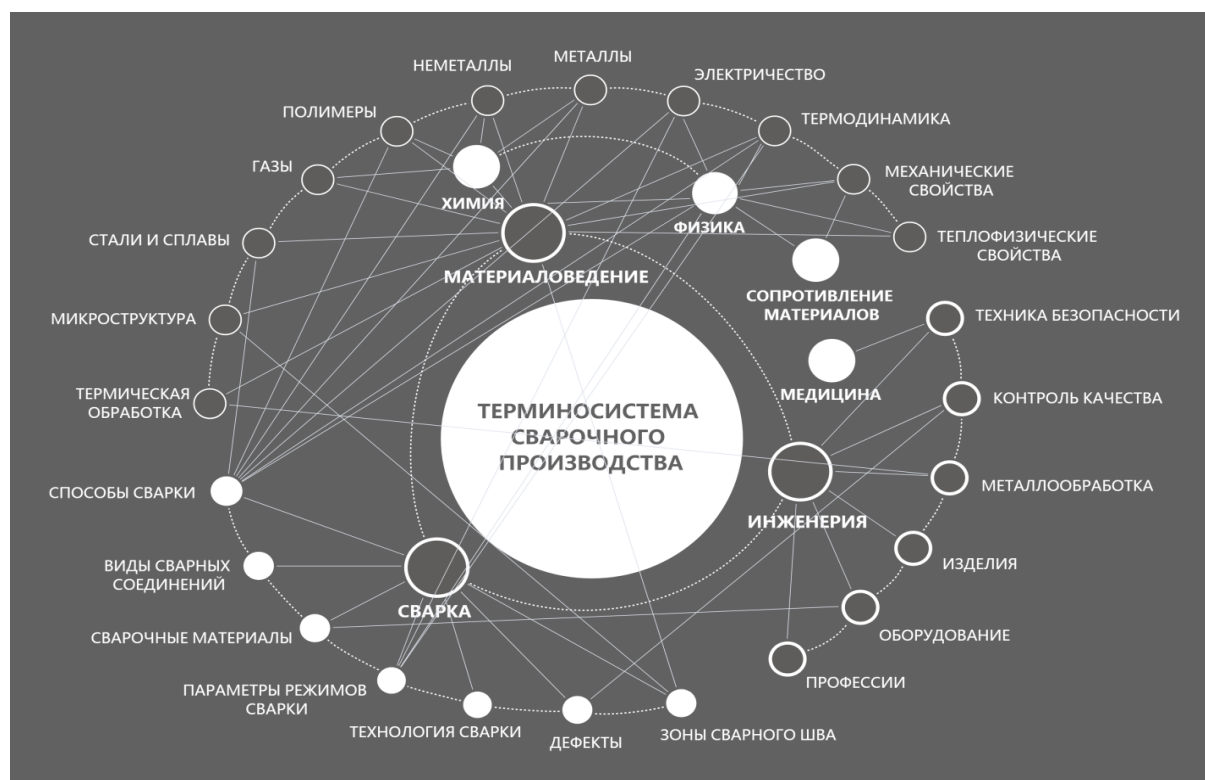 МЕТАЛЛЫ
НЕМЕТАЛЛЫ
ЭЛЕКТРИЧЕСТВО
ПОЛИМЕРЫ
ТЕРМОДИНАМИКА
ГАЗЫ
МЕХАНИЧЕСКИЕ
СВОЙСТВА
ХИМИЯ
ФИЗИКА
СТАЛИ И СПЛАВЫ
ТЕПЛОФИЗИЧЕСКИЕ
СВОЙСТВА
МАТЕРИАЛОВЕДЕНИЕ
СОПРОТИВЛЕНИЕ
МАТЕРИАЛОВ
МИКРОСТРУКТУРА
ТЕХНИКА БЕЗОПАСНОСТИ
ТЕРМИЧЕСКАЯ
ОБРАБОТКА
МЕДИЦИНА
КОНТРОЛЬ КАЧЕСТВА
ТЕРМИНОСИСТЕМА
СВАРОЧНОГО
ПРОИЗВОДСТВА
СПОСОБЫ СВАРКИ
МЕТАЛЛООБРАБОТКА
ИНЖЕНЕРИЯ
ВИДЫ СВАРНЫХ
СОЕДИНЕНИЙ
ИЗДЕЛИЯ
СВАРКА
СВАРОЧНЫЕ МАТЕРИАЛЫ
ОБОРУДОВАНИЕ
ПАРАМЕТРЫ РЕЖИМОВ
СВАРКИ
ПРОФЕССИИ
ТЕХНОЛОГИЯ СВАРКИ
ДЕФЕКТЫ
ЗОНЫ СВАРНОГО ШВА